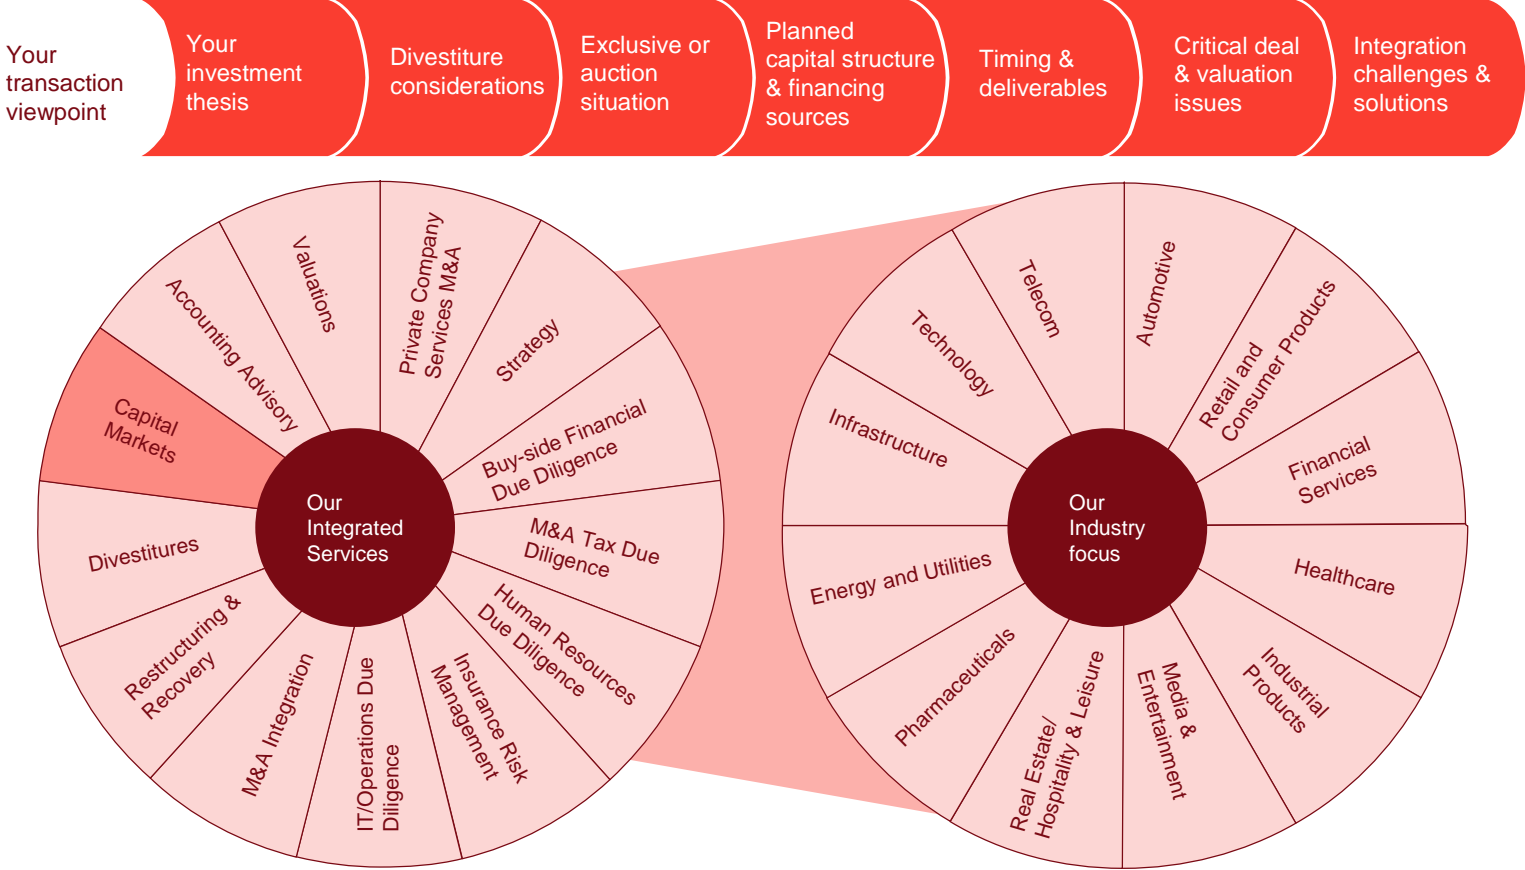 Your
transaction
viewpoint
Your
investment
thesis
Divestiture
considerations
Exclusive or
auction
situation
Planned
capital structure
& financing
sources
Timing &
deliverables
Critical deal
& valuation
issues
Integration
challenges &
solutions
Our
Integrated
Services
Private Company
Services M&A
Strategy
Buy-side Financial
Due Diligence
M&A Tax Due
Diligence
Human Resources
Due Diligence
Insurance Risk
Management
IT/Operations Due
Diligence
M&A Integration
Restructuring &
Recovery
Divestitures
Capital
Markets
Accounting Advisory
Valuations
Our
Industry
focus
Automotive
Retail and
Consumer Products
Financial
Services
Healthcare
Industrial
Products
Media &
Entertainment
Real Estate/
Hospitality & Leisure
Pharmaceuticals
Energy and Utilities
Infrastructure
Technology
Telecom